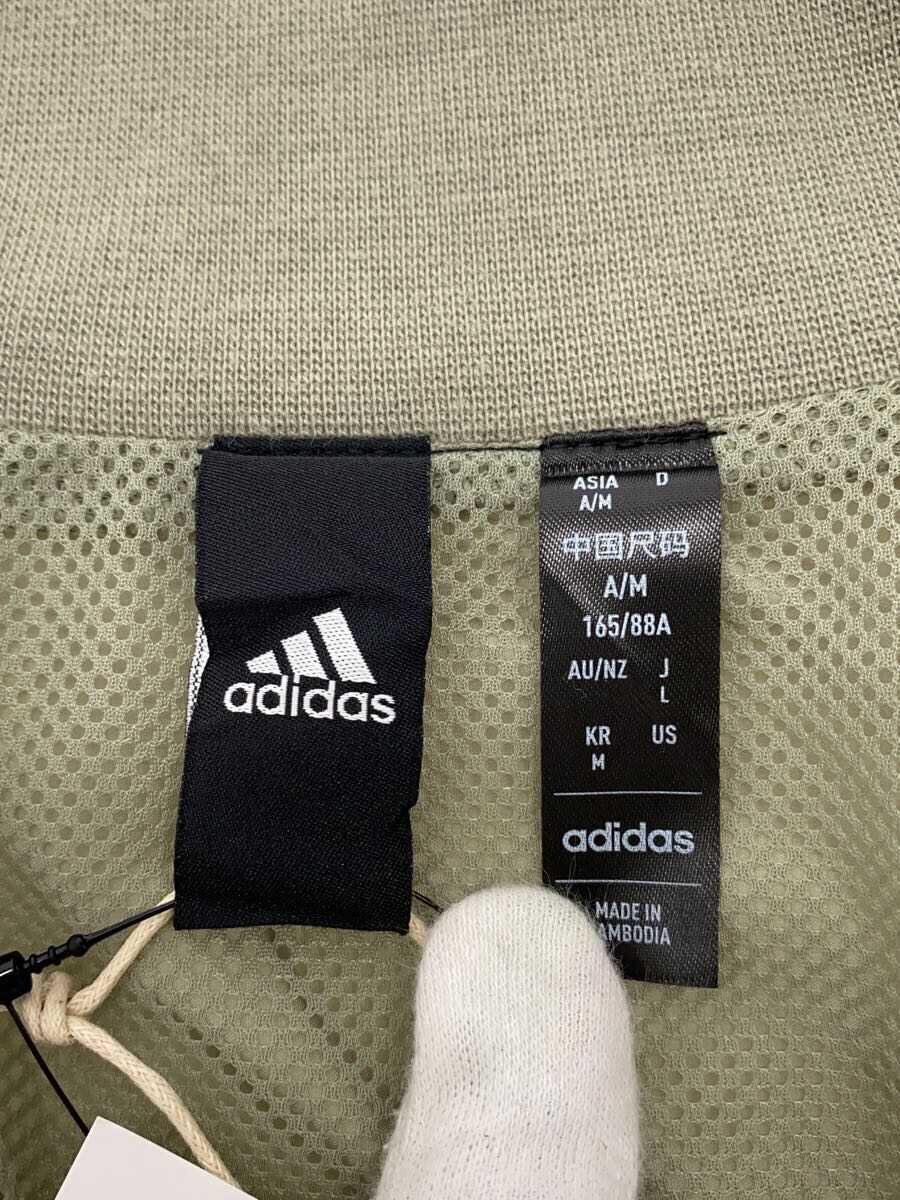 adidas
ASIA D
A/M
中国尺码
A/M
165/88A
AU/NZ J
L
KR US
M
adidas
MADE IN
AMBODIA